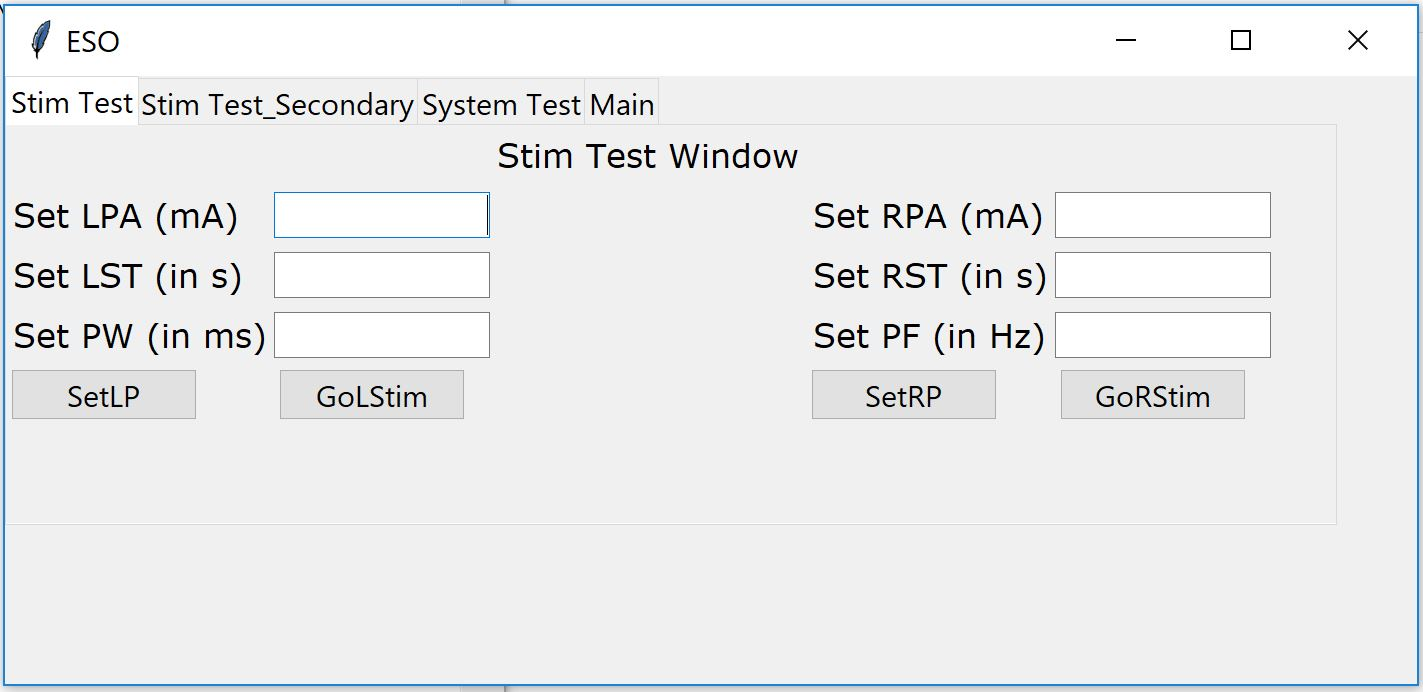 ESO
Stim Test Stim Test_Secondary System Test Main
Stim Test Window
Set LPA (mA) Set RPA (mA)
Set LST (in s) Set RST (in s)
Set PW (in ms) Set PF (in Hz)
SetLP GoLStim SetRP GoRStim